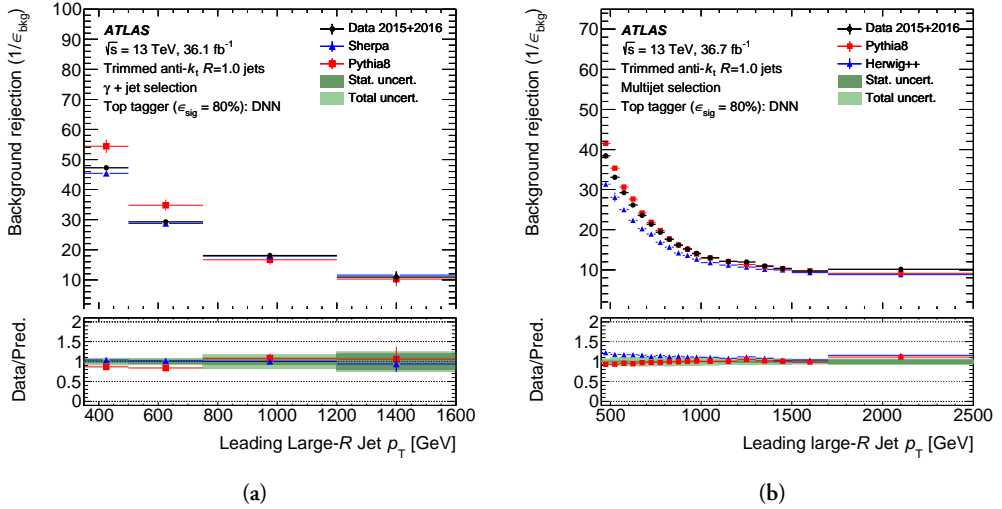 ATLAS
√s = 13 TeV, 36.1 fb⁻¹
Trimmed anti-kₜ R=1.0 jets
γ + jet selection
Top tagger (ϵsig = 80%): DNN
Data 2015+2016
Sherpa
Pythia8
Stat. uncert.
Total uncert.
Background rejection (1/ϵbkg)
100
90
80
70
60
50
40
30
20
10
Data/Pred.
2
1.5
1
0.5
0
400 600 800 1000 1200 1400 1600
Leading Large-R Jet pT [GeV]
(a)
ATLAS
√s = 13 TeV, 36.7 fb⁻¹
Trimmed anti-kₜ R=1.0 jets
Multijet selection
Top tagger (ϵsig = 80%): DNN
Data 2015+2016
Pythia8
Herwig++
Stat. uncert.
Total uncert.
Background rejection (1/ϵbkg)
70
60
50
40
30
20
10
Data/Pred.
2
1.5
1
0.5
0
500 1000 1500 2000 2500
Leading large-R Jet pT [GeV]
(b)